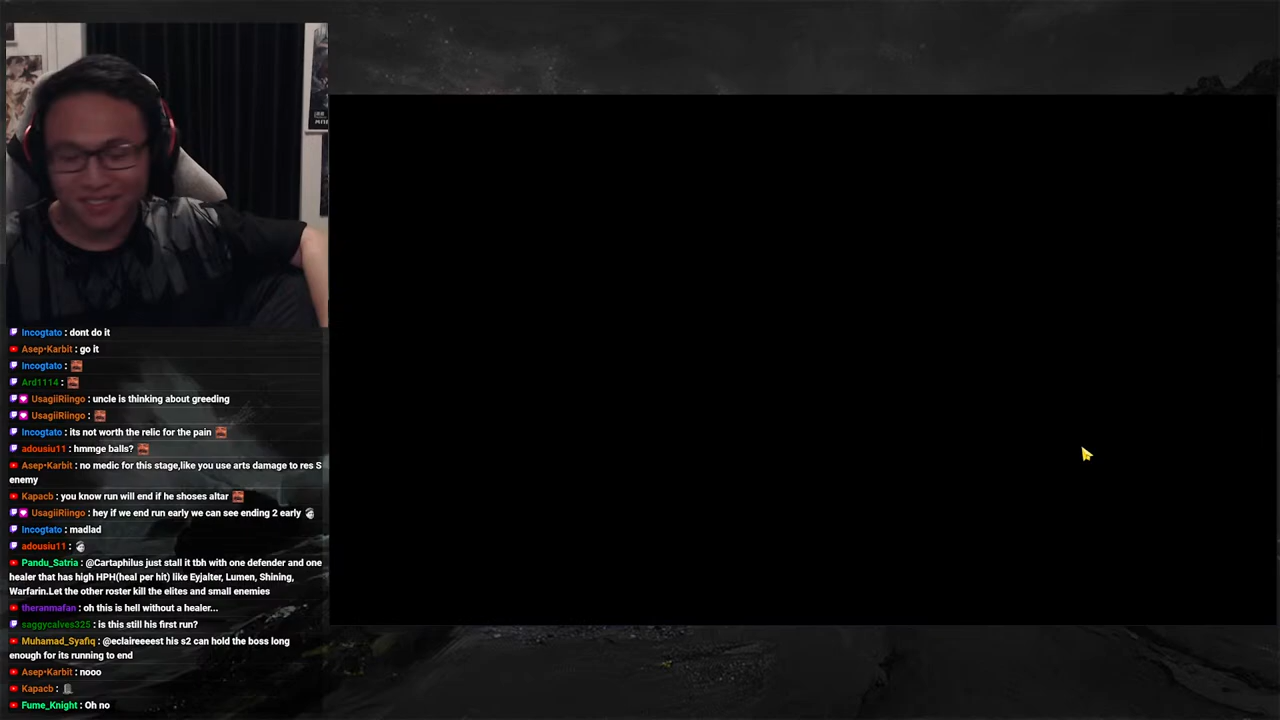 Incogtato : dont do it
Asep•Karbit : go it
Incogtato :
Ard1114 :
UsagiiRiingo : uncle is thinking about greeding
UsagiiRiingo :
Incogtato : its not worth the relic for the pain
adousiu11 : hmmge balls?
Asep•Karbit : no medic for this stage,like you use arts damage to res S
enemy
Kapacb : you know run will end if he shoses altar
UsagiiRiingo : hey if we end run early we can see ending 2 early
Incogtato : madlad
adousiu11 :
Pandu_Satria : @Cartaphilus just stall it tbh with one defender and one
healer that has high HPH(heal per hit) like Eyjalter, Lumen, Shining,
Warfarin.Let the other roster kill the elites and small enemies
theranmafan : oh this is hell without a healer...
saggycalves325 : is this still his first run?
Muhamad_Syafiq : @eclaireeeest his s2 can hold the boss long
enough for its running to end
Asep•Karbit : nooo
Kapacb :
Fume_Knight : Oh no